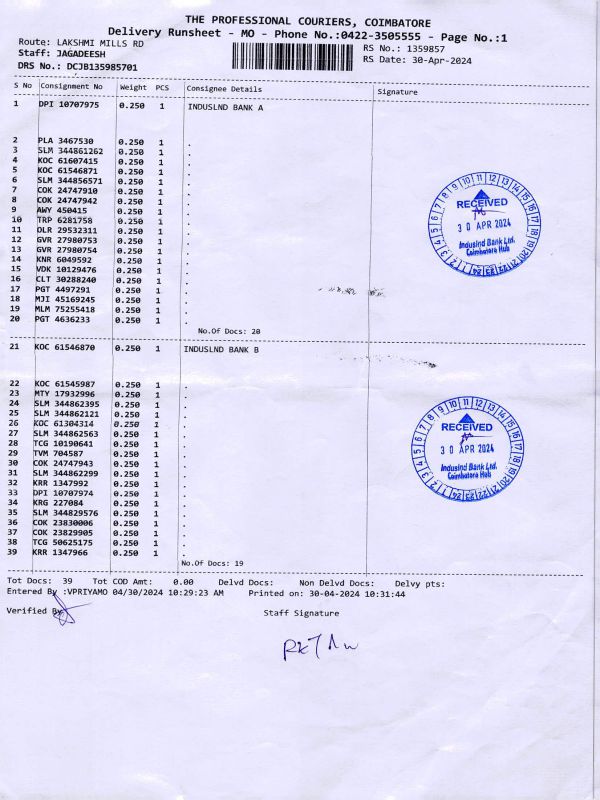 THE PROFESSIONAL COURIERS, COIMBATORE
Delivery Runsheet - MO - Phone No.:0422-3505555 - Page No.:1
Route: LAKSHMI MILLS RD
RS No.: 1359857
Staff: JAGADEESH
RS Date: 30-Apr-2024
DRS No.: DCJB135985701
S No Consignment No Weight PCS Consignee Details Signature
1 DPI 10707975 0.250 1 INDUSLND BANK A
2 PLA 3467530 0.250 1 .
3 SLM 344861262 0.250 1 .
4 KOC 61607415 0.250 1 .
5 KOC 61546871 0.250 1 .
6 SLM 344856571 0.250 1 .
7 COK 24747910 0.250 1 .
8 COK 24747942 0.250 1 .
9 AWY 450415 0.250 1 .
10 TRP 6281758 0.250 1 .
11 DLR 29532311 0.250 1 .
12 GVR 27980753 0.250 1 .
13 GVR 27980754 0.250 1 .
14 KNR 6049592 0.250 1 .
15 VDK 10129476 0.250 1 .
16 CLT 30288240 0.250 1 .
17 PGT 4497291 0.250 1 .
18 MJI 45169245 0.250 1 .
19 MLM 75255418 0.250 1 .
20 PGT 4636233 0.250 1 .
No.Of Docs: 20
RECEIVED
30 APR 2024
IndusInd Bank Ltd.
Coimbatore Hub
21 KOC 61546870 0.250 1 INDUSLND BANK B
22 KOC 61545987 0.250 1 .
23 MTY 17932996 0.250 1 .
24 SLM 344862395 0.250 1 .
25 SLM 344862121 0.250 1 .
26 KOC 61304314 0.250 1 .
27 SLM 344862563 0.250 1 .
28 TCG 10190641 0.250 1 .
29 TVM 704587 0.250 1 .
30 COK 24747943 0.250 1 .
31 SLM 344862299 0.250 1 .
32 KRR 1347992 0.250 1 .
33 DPI 10707974 0.250 1 .
34 KRG 227084 0.250 1 .
35 SLM 344829576 0.250 1 .
36 COK 23830006 0.250 1 .
37 COK 23829905 0.250 1 .
38 TCG 50625175 0.250 1 .
39 KRR 1347966 0.250 1 .
No.Of Docs: 19
RECEIVED
30 APR 2024
IndusInd Bank Ltd.
Coimbatore Hub
Tot Docs: 39 Tot COD Amt: 0.00 Delvd Docs: Non Delvd Docs: Delvy pts:
Entered By :VPRIYAMO 04/30/2024 10:29:23 AM Printed on: 30-04-2024 10:31:44
Verified By
Staff Signature